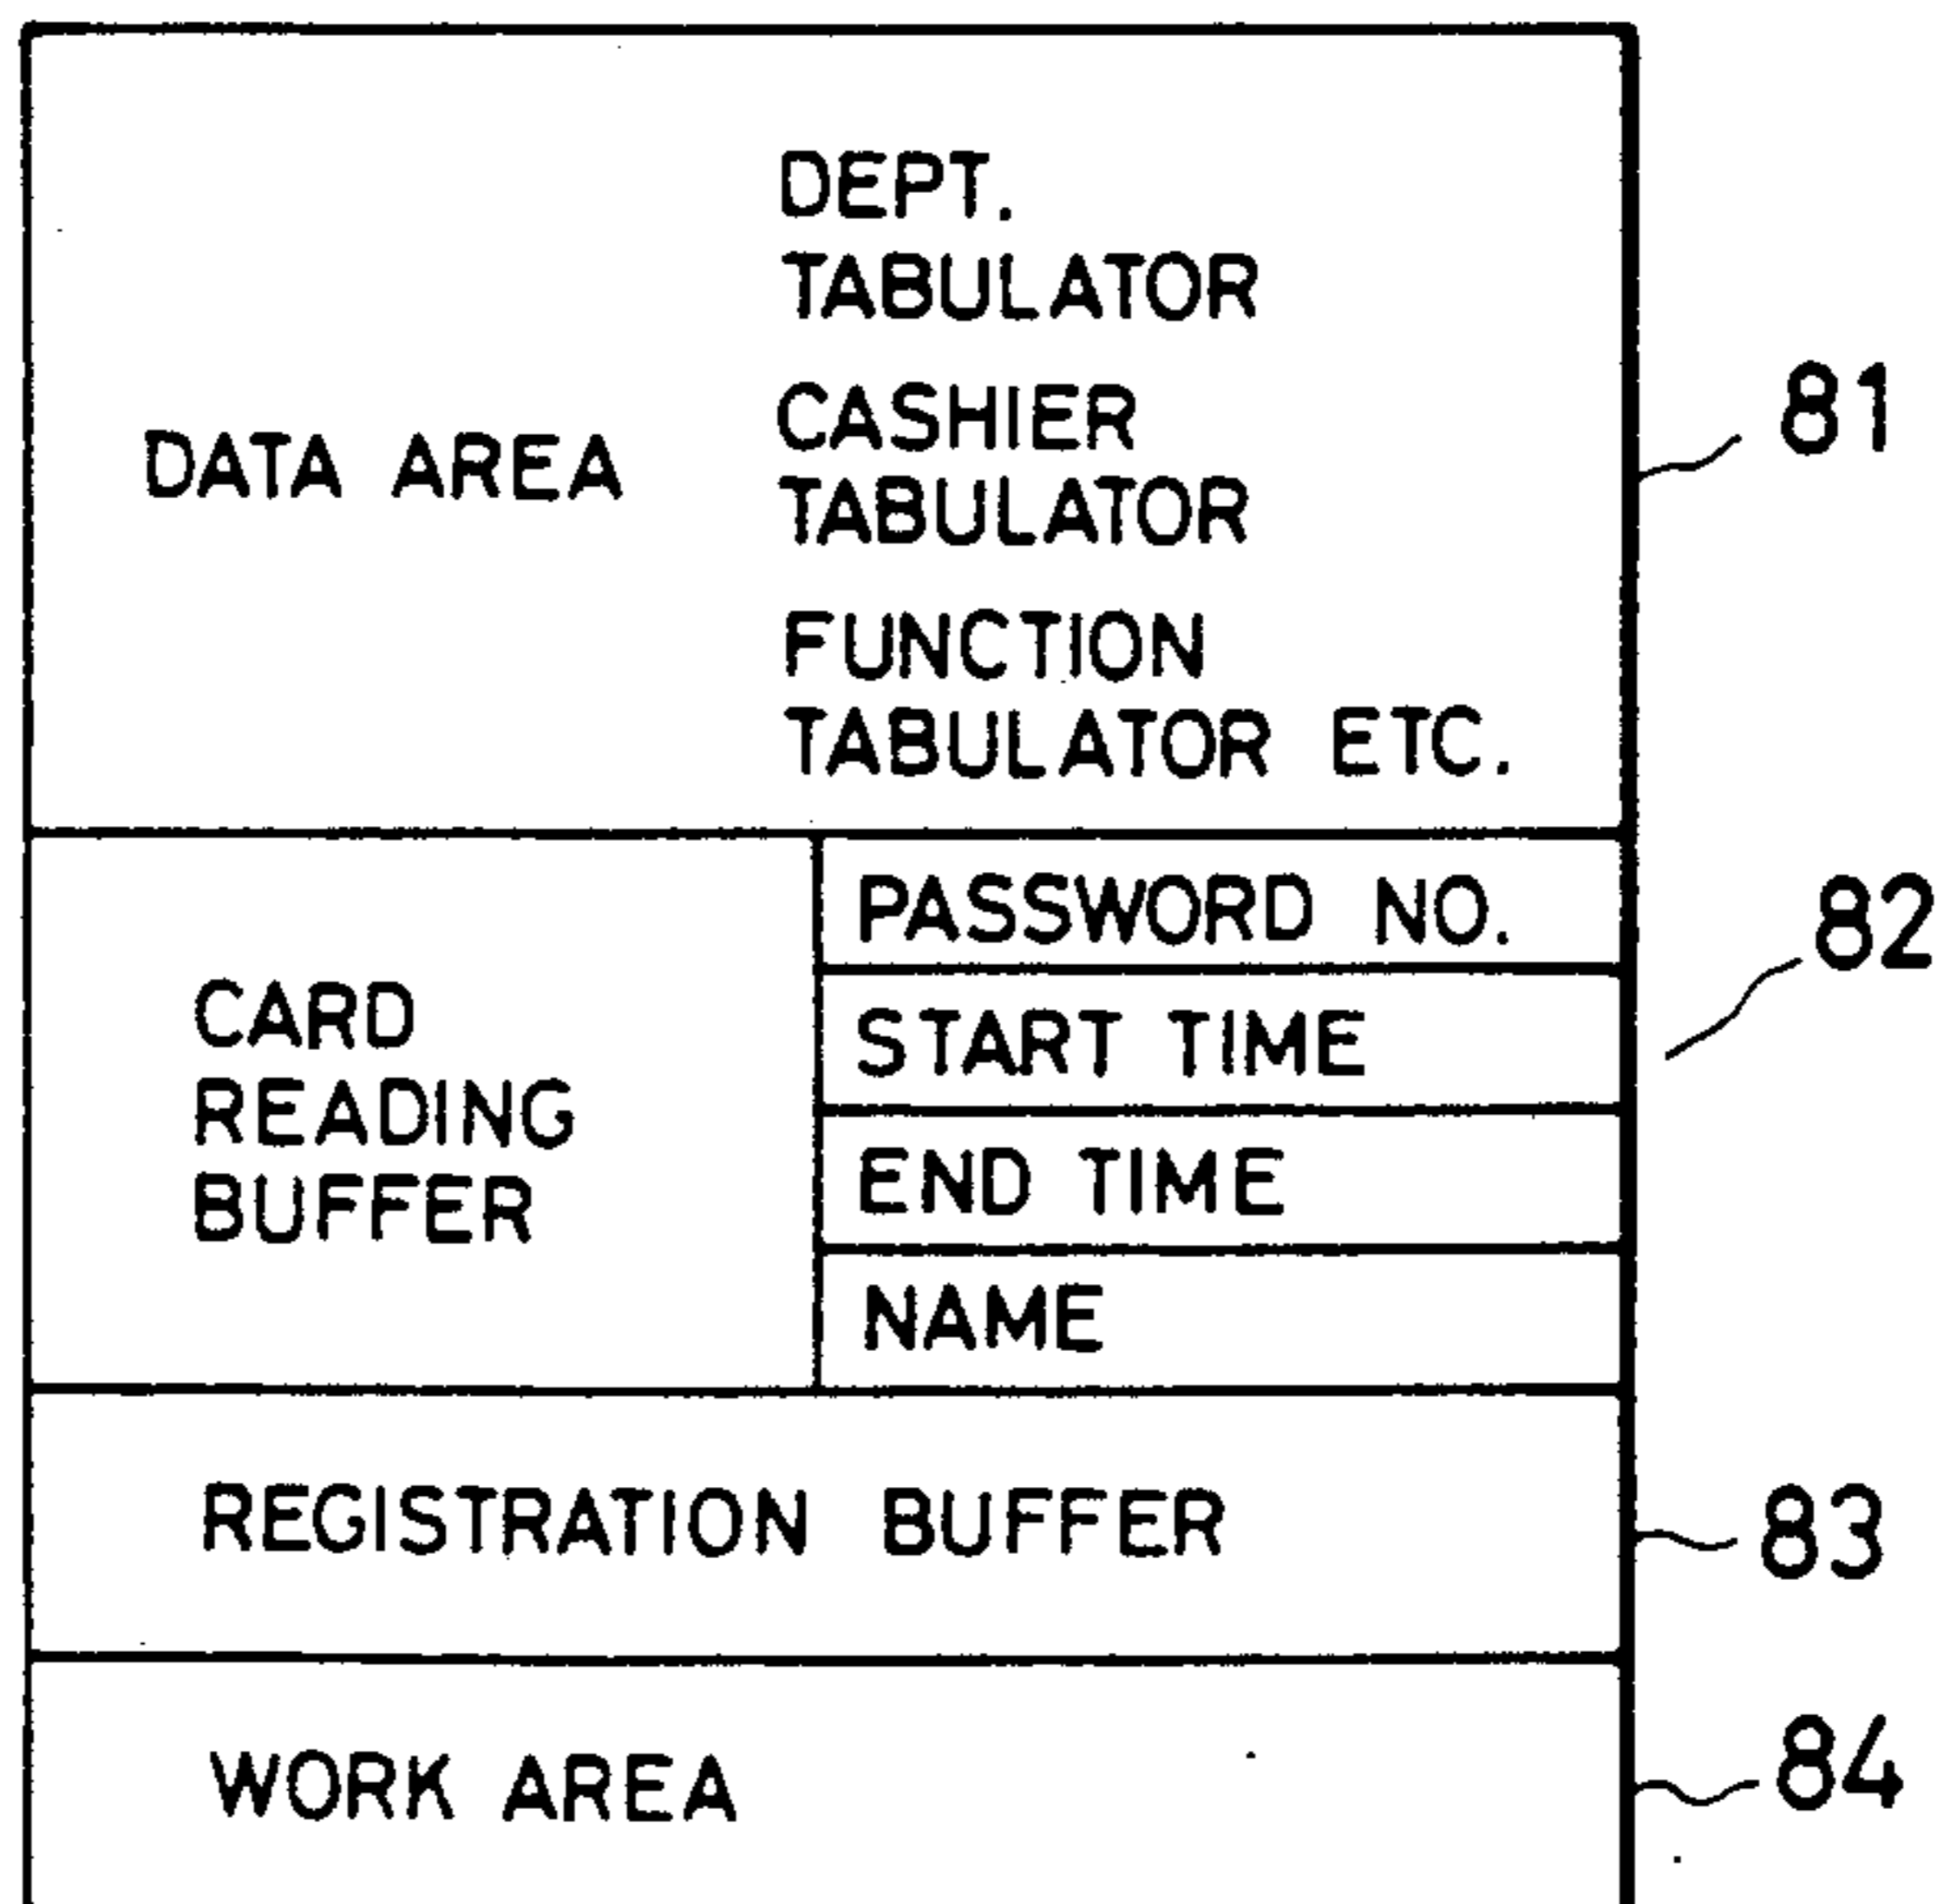 DEPT.
TABULATOR
DATA AREA
CASHIER
TABULATOR
FUNCTION
TABULATOR ETC.
81
CARD
READING
BUFFER
PASSWORD NO.
START TIME
END TIME
NAME
82
REGISTRATION BUFFER
83
WORK AREA
84